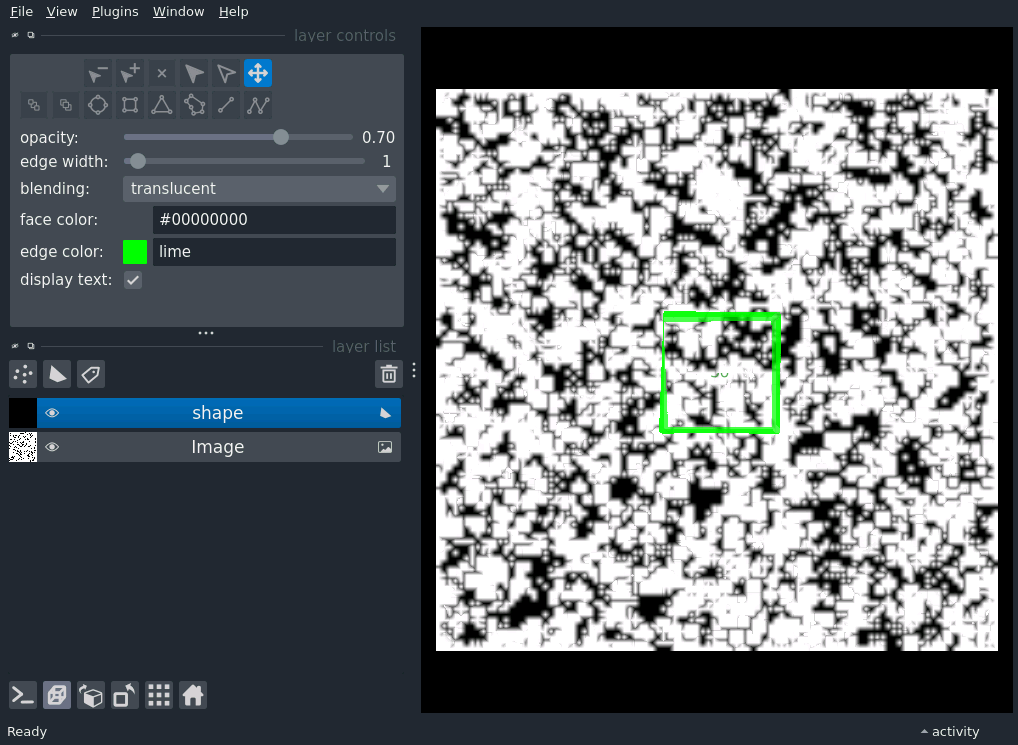 File View Plugins Window Help
layer controls
opacity: 0.70
edge width: 1
blending: translucent
face color: #00000000
edge color: lime
display text:
layer list
shape
Image
Ready
activity